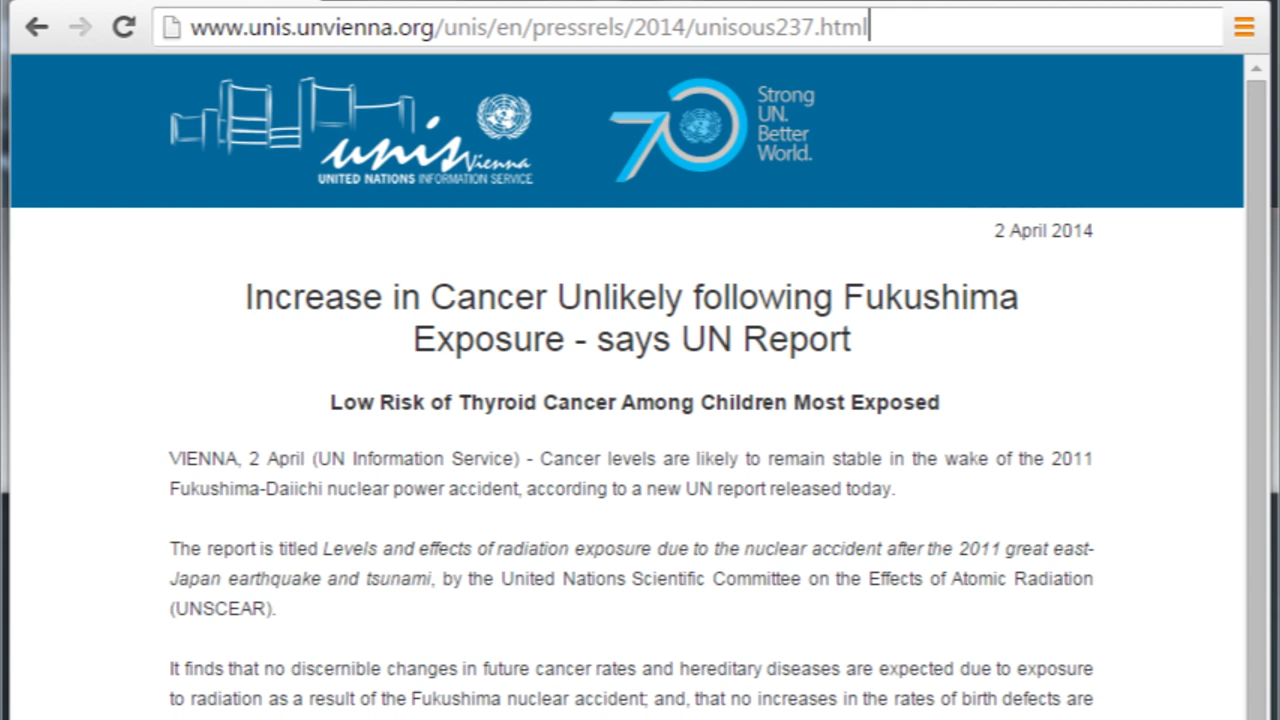 www.unis.unvienna.org/unis/en/pressrels/2014/unisous237.html
unis Vienna
UNITED NATIONS INFORMATION SERVICE
70
Strong
UN.
Better
World.
2 April 2014
Increase in Cancer Unlikely following Fukushima
Exposure - says UN Report
Low Risk of Thyroid Cancer Among Children Most Exposed
VIENNA, 2 April (UN Information Service) - Cancer levels are likely to remain stable in the wake of the 2011
Fukushima-Daiichi nuclear power accident, according to a new UN report released today.
The report is titled Levels and effects of radiation exposure due to the nuclear accident after the 2011 great east-
Japan earthquake and tsunami, by the United Nations Scientific Committee on the Effects of Atomic Radiation
(UNSCEAR).
It finds that no discernible changes in future cancer rates and hereditary diseases are expected due to exposure
to radiation as a result of the Fukushima nuclear accident; and, that no increases in the rates of birth defects are